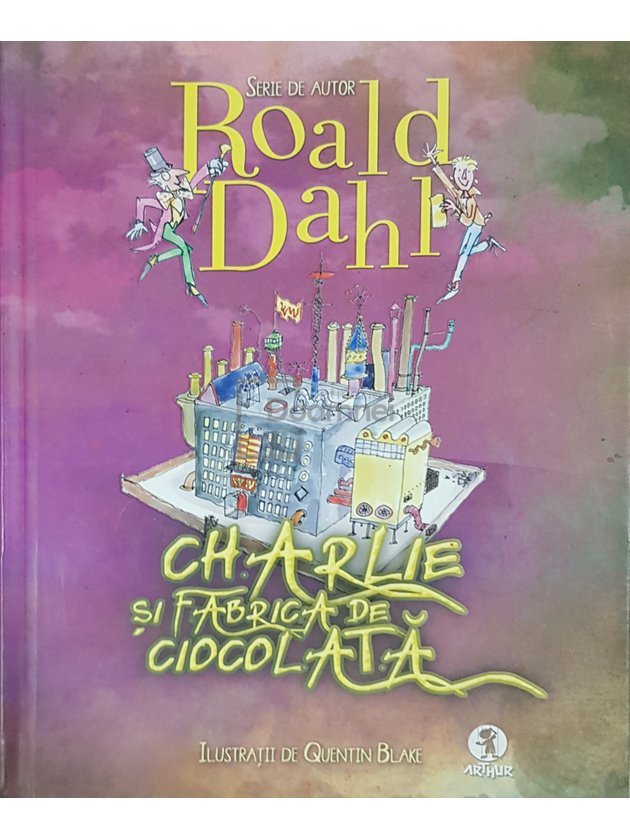 SERIE DE AUTOR
Roald
Dahl
CHARLIE
ȘI FABRICA DE
CIOCOLATĂ
ILUSTRAȚII DE QUENTIN BLAKE
ARTHUR